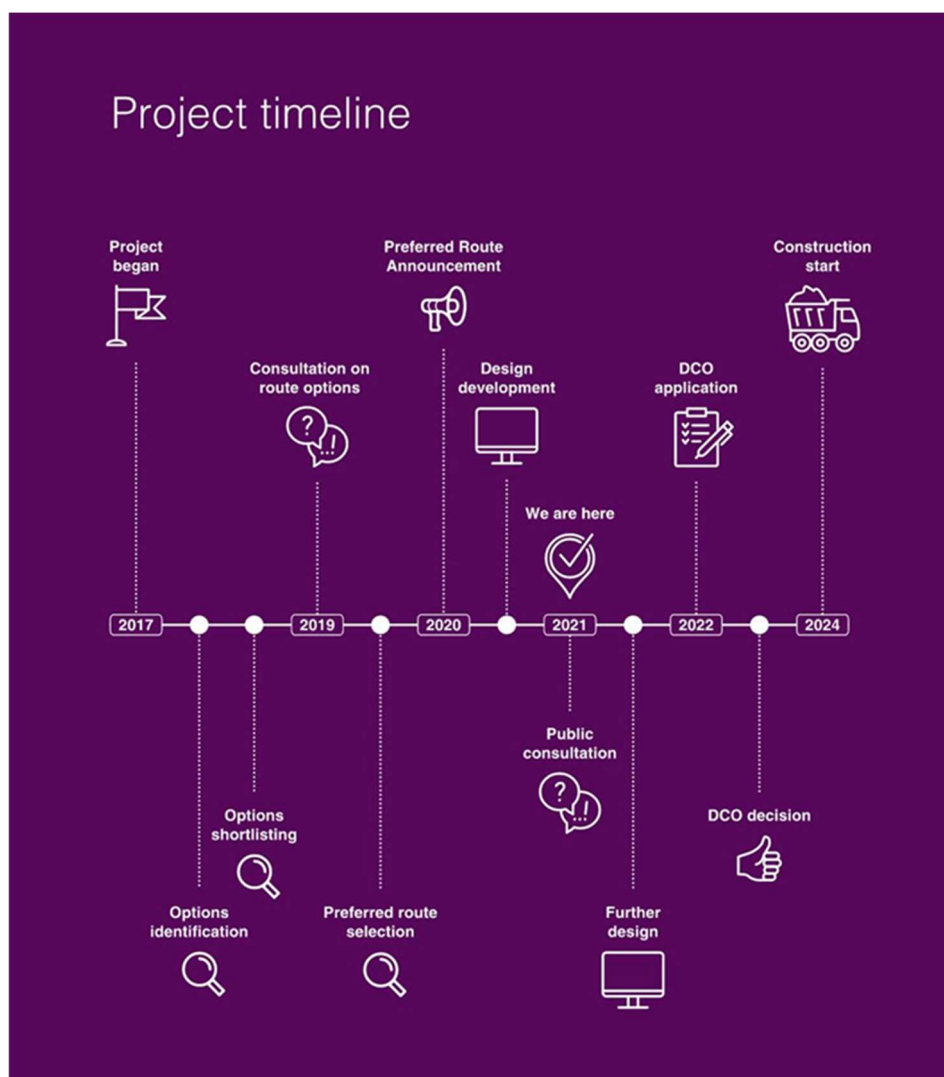 Project timeline
Project
began
Preferred Route
Announcement
Construction
start
Consultation on
route options
Design
development
DCO
application
We are here
2017
2019
2020
2021
2022
2024
Public
consultation
Options
shortlisting
DCO decision
Options
identification
Preferred route
selection
Further
design